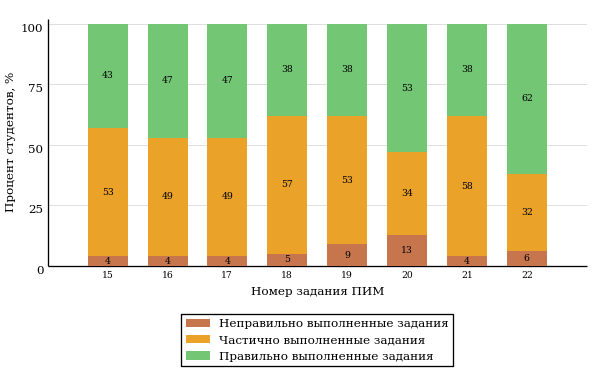 Процент студентов, %
100
75
50
25
0
43 47 47 38 38 53 38 62
53 49 49 57 53 34 58 32
4 4 4 5 9 13 4 6
15 16 17 18 19 20 21 22
Номер задания ПИМ
Неправильно выполненные задания
Частично выполненные задания
Правильно выполненные задания